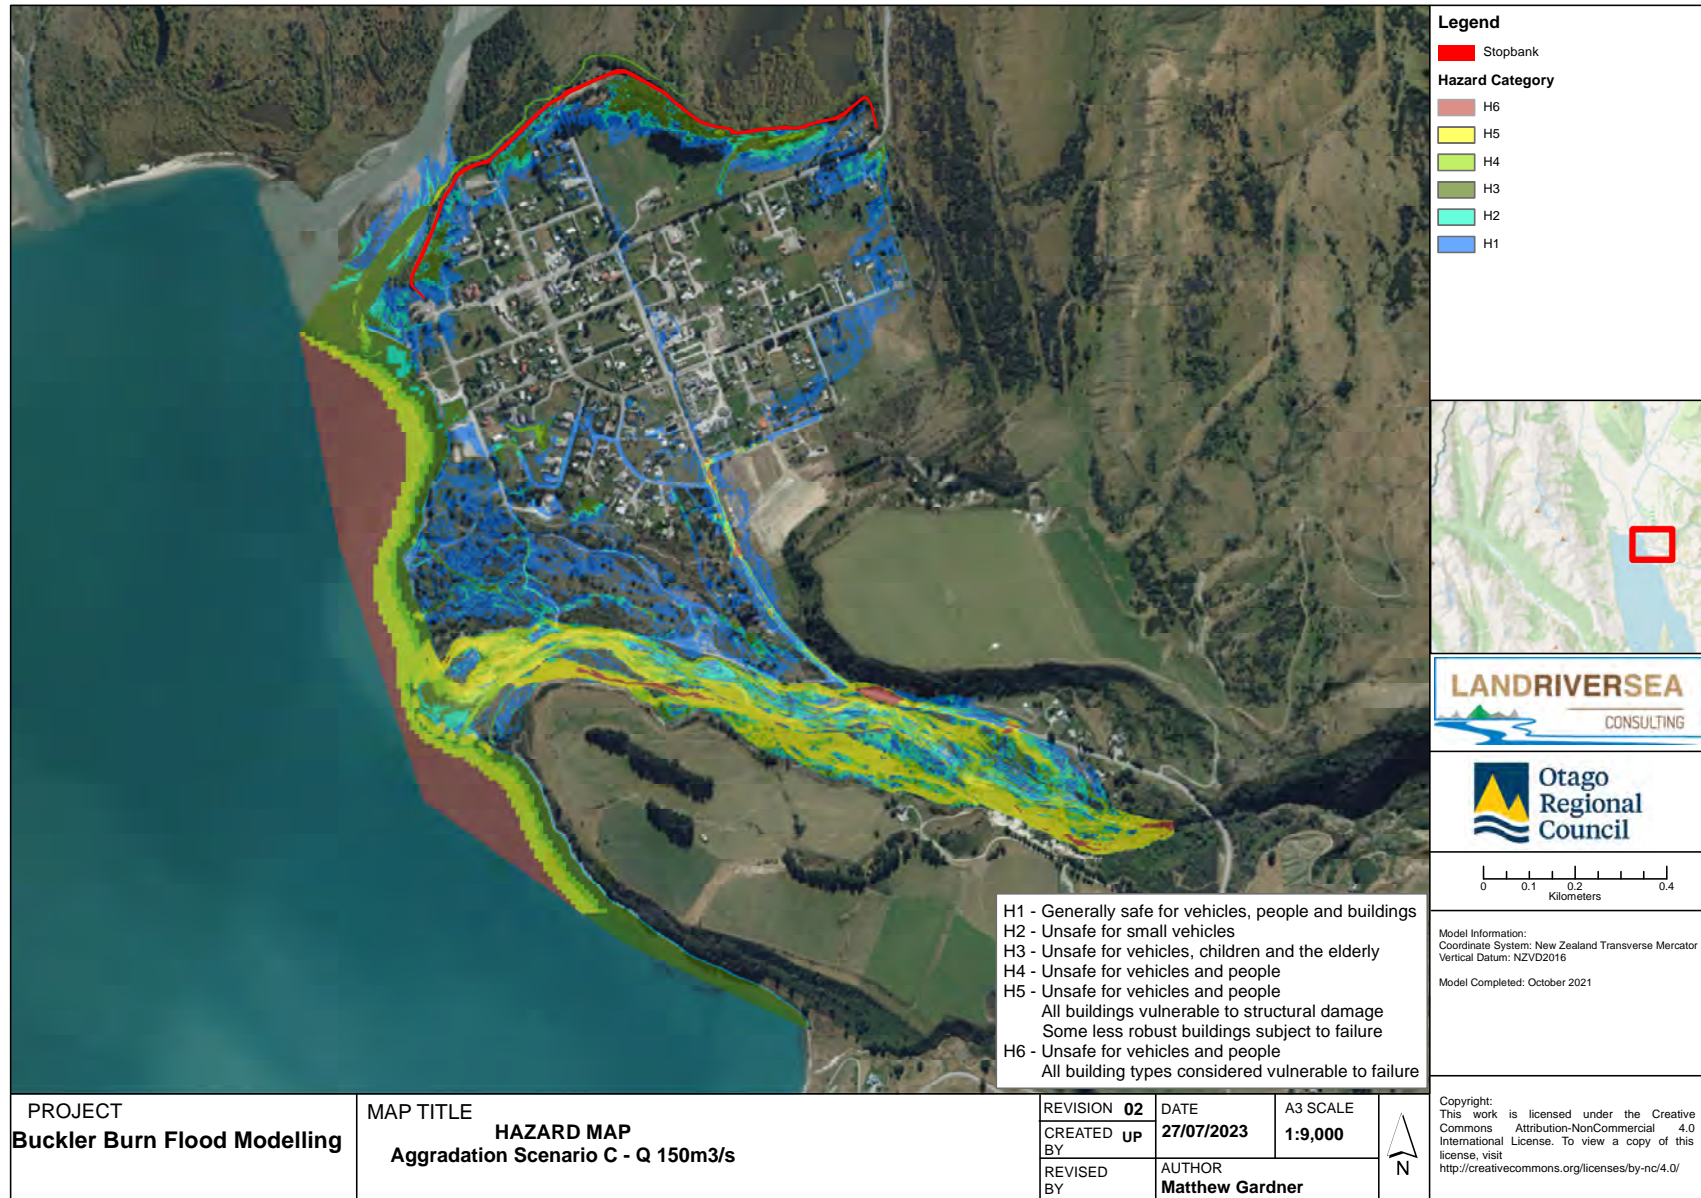 Legend
Stopbank
Hazard Category
H6
H5
H4
H3
H2
H1
LANDRIVERSEA
CONSULTING
Otago
Regional
Council
0 0.1 0.2 0.4
Kilometers
Model Information:
Coordinate System: New Zealand Transverse Mercator
Vertical Datum: NZVD2016
Model Completed: October 2021
Copyright:
This work is licensed under the Creative
Commons Attribution-NonCommercial 4.0
International License. To view a copy of this
license, visit
http://creativecommons.org/licenses/by-nc/4.0/
H1 - Generally safe for vehicles, people and buildings
H2 - Unsafe for small vehicles
H3 - Unsafe for vehicles, children and the elderly
H4 - Unsafe for vehicles and people
H5 - Unsafe for vehicles and people
All buildings vulnerable to structural damage
Some less robust buildings subject to failure
H6 - Unsafe for vehicles and people
All building types considered vulnerable to failure
PROJECT
Buckler Burn Flood Modelling
MAP TITLE
HAZARD MAP
Aggradation Scenario C - Q 150m3/s
REVISION 02
CREATED BY UP
REVISED BY
DATE
27/07/2023
A3 SCALE
1:9,000
AUTHOR
Matthew Gardner
N